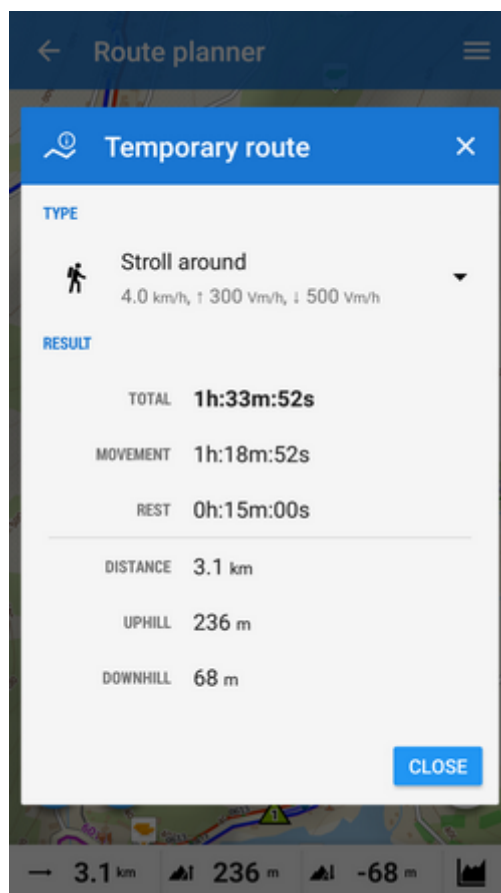 Route planner
Temporary route
TYPE
Stroll around
4.0 km/h, ↑ 300 Vm/h, ↓ 500 Vm/h
RESULT
TOTAL 1h:33m:52s
MOVEMENT 1h:18m:52s
REST 0h:15m:00s
DISTANCE 3.1 km
UPHILL 236 m
DOWNHILL 68 m
CLOSE
1
3.1 km 236 m -68 m